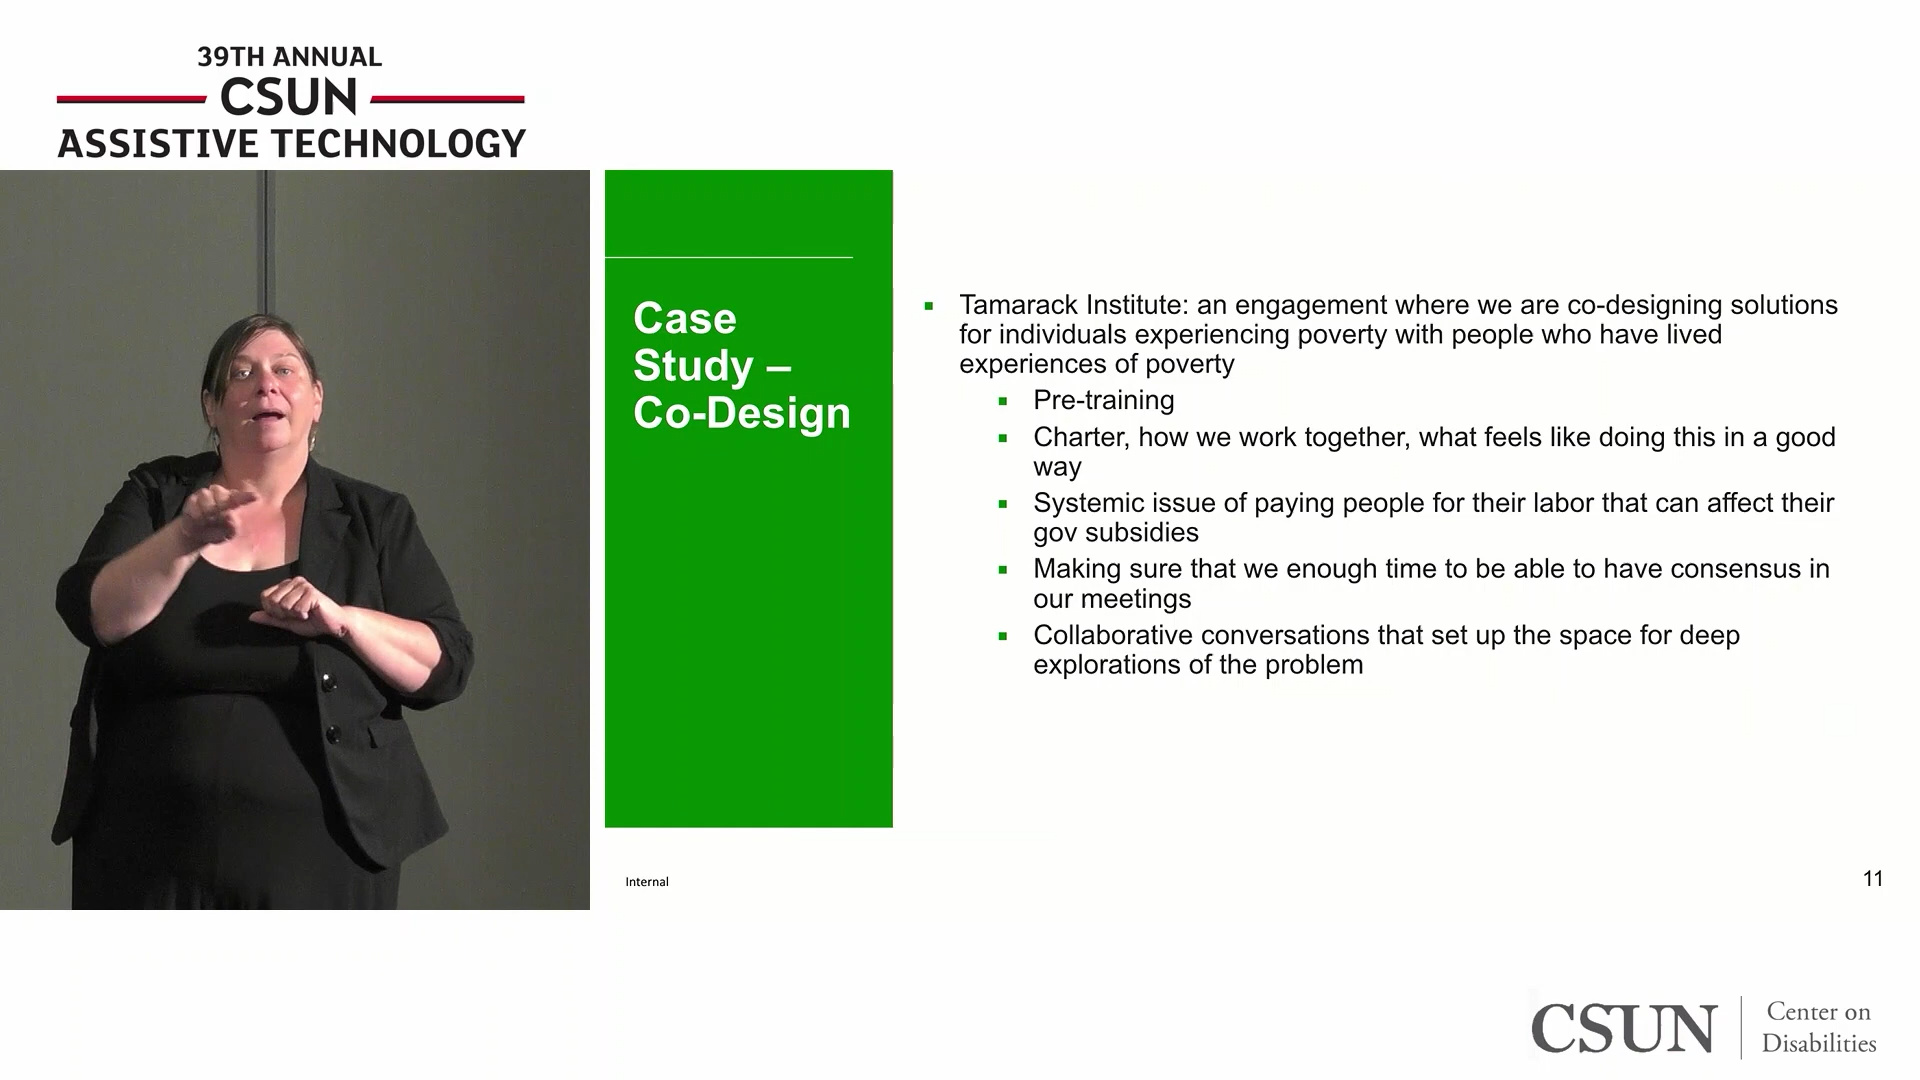 39TH ANNUAL
CSUN
ASSISTIVE TECHNOLOGY
Case
Study –
Co-Design
▪ Tamarack Institute: an engagement where we are co-designing solutions
for individuals experiencing poverty with people who have lived
experiences of poverty
▪ Pre-training
▪ Charter, how we work together, what feels like doing this in a good
way
▪ Systemic issue of paying people for their labor that can affect their
gov subsidies
▪ Making sure that we enough time to be able to have consensus in
our meetings
▪ Collaborative conversations that set up the space for deep
explorations of the problem
Internal
11
CSUN
Center on
Disabilities